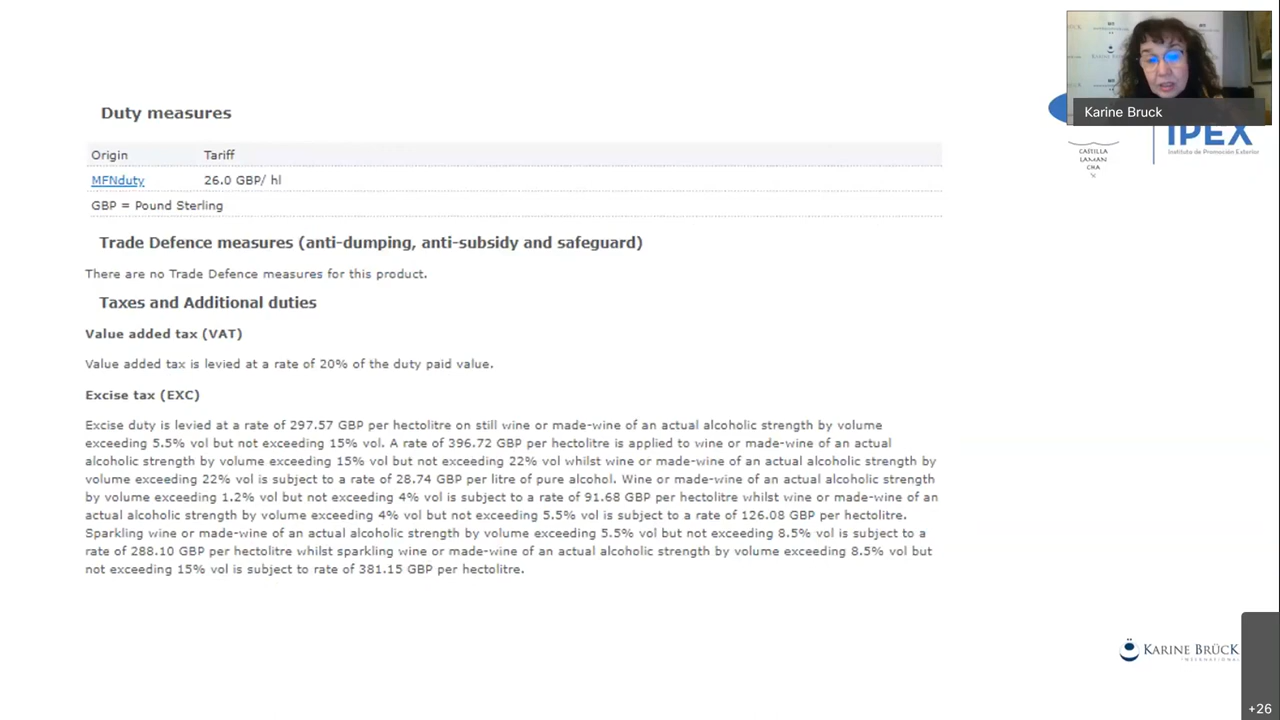 Duty measures
Origin Tariff
MFNduty 26.0 GBP/ hl
GBP = Pound Sterling
Trade Defence measures (anti-dumping, anti-subsidy and safeguard)
There are no Trade Defence measures for this product.
Taxes and Additional duties
Value added tax (VAT)
Value added tax is levied at a rate of 20% of the duty paid value.
Excise tax (EXC)
Excise duty is levied at a rate of 297.57 GBP per hectolitre on still wine or made-wine of an actual alcoholic strength by volume
exceeding 5.5% vol but not exceeding 15% vol. A rate of 396.72 GBP per hectolitre is applied to wine or made-wine of an actual
alcoholic strength by volume exceeding 15% vol but not exceeding 22% vol whilst wine or made-wine of an actual alcoholic strength by
volume exceeding 22% vol is subject to a rate of 28.74 GBP per litre of pure alcohol. Wine or made-wine of an actual alcoholic strength
by volume exceeding 1.2% vol but not exceeding 4% vol is subject to a rate of 91.68 GBP per hectolitre whilst wine or made-wine of an
actual alcoholic strength by volume exceeding 4% vol but not exceeding 5.5% vol is subject to a rate of 126.08 GBP per hectolitre.
Sparkling wine or made-wine of an actual alcoholic strength by volume exceeding 5.5% vol but not exceeding 8.5% vol is subject to a
rate of 288.10 GBP per hectolitre whilst sparkling wine or made-wine of an actual alcoholic strength by volume exceeding 8.5% vol but
not exceeding 15% vol is subject to rate of 381.15 GBP per hectolitre.
Karine Bruck
IPEX
Instituto de Promoción Exterior
CASTILLA
LAMAN
CHA
KARINE BRÜCK
INTERNATIONAL
+26